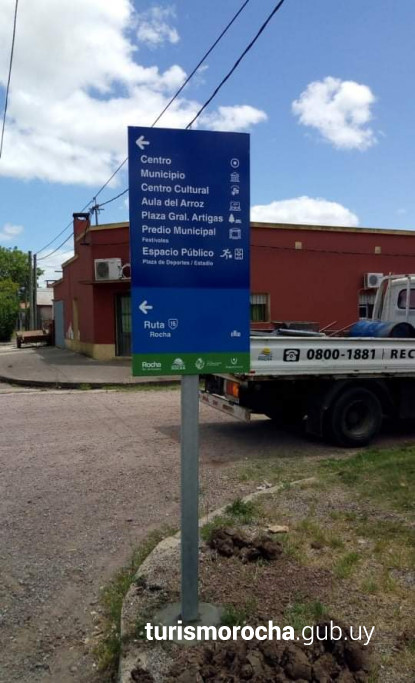 Centro
Municipio
Centro Cultural
Aula del Arroz
Plaza Gral. Artigas
Predio Municipal
Festivales
Espacio Público
Plaza de Deportes / Estadio
Ruta 15
Rocha
Rocha
0800-1881 | REC
turismorocha.gub.uy